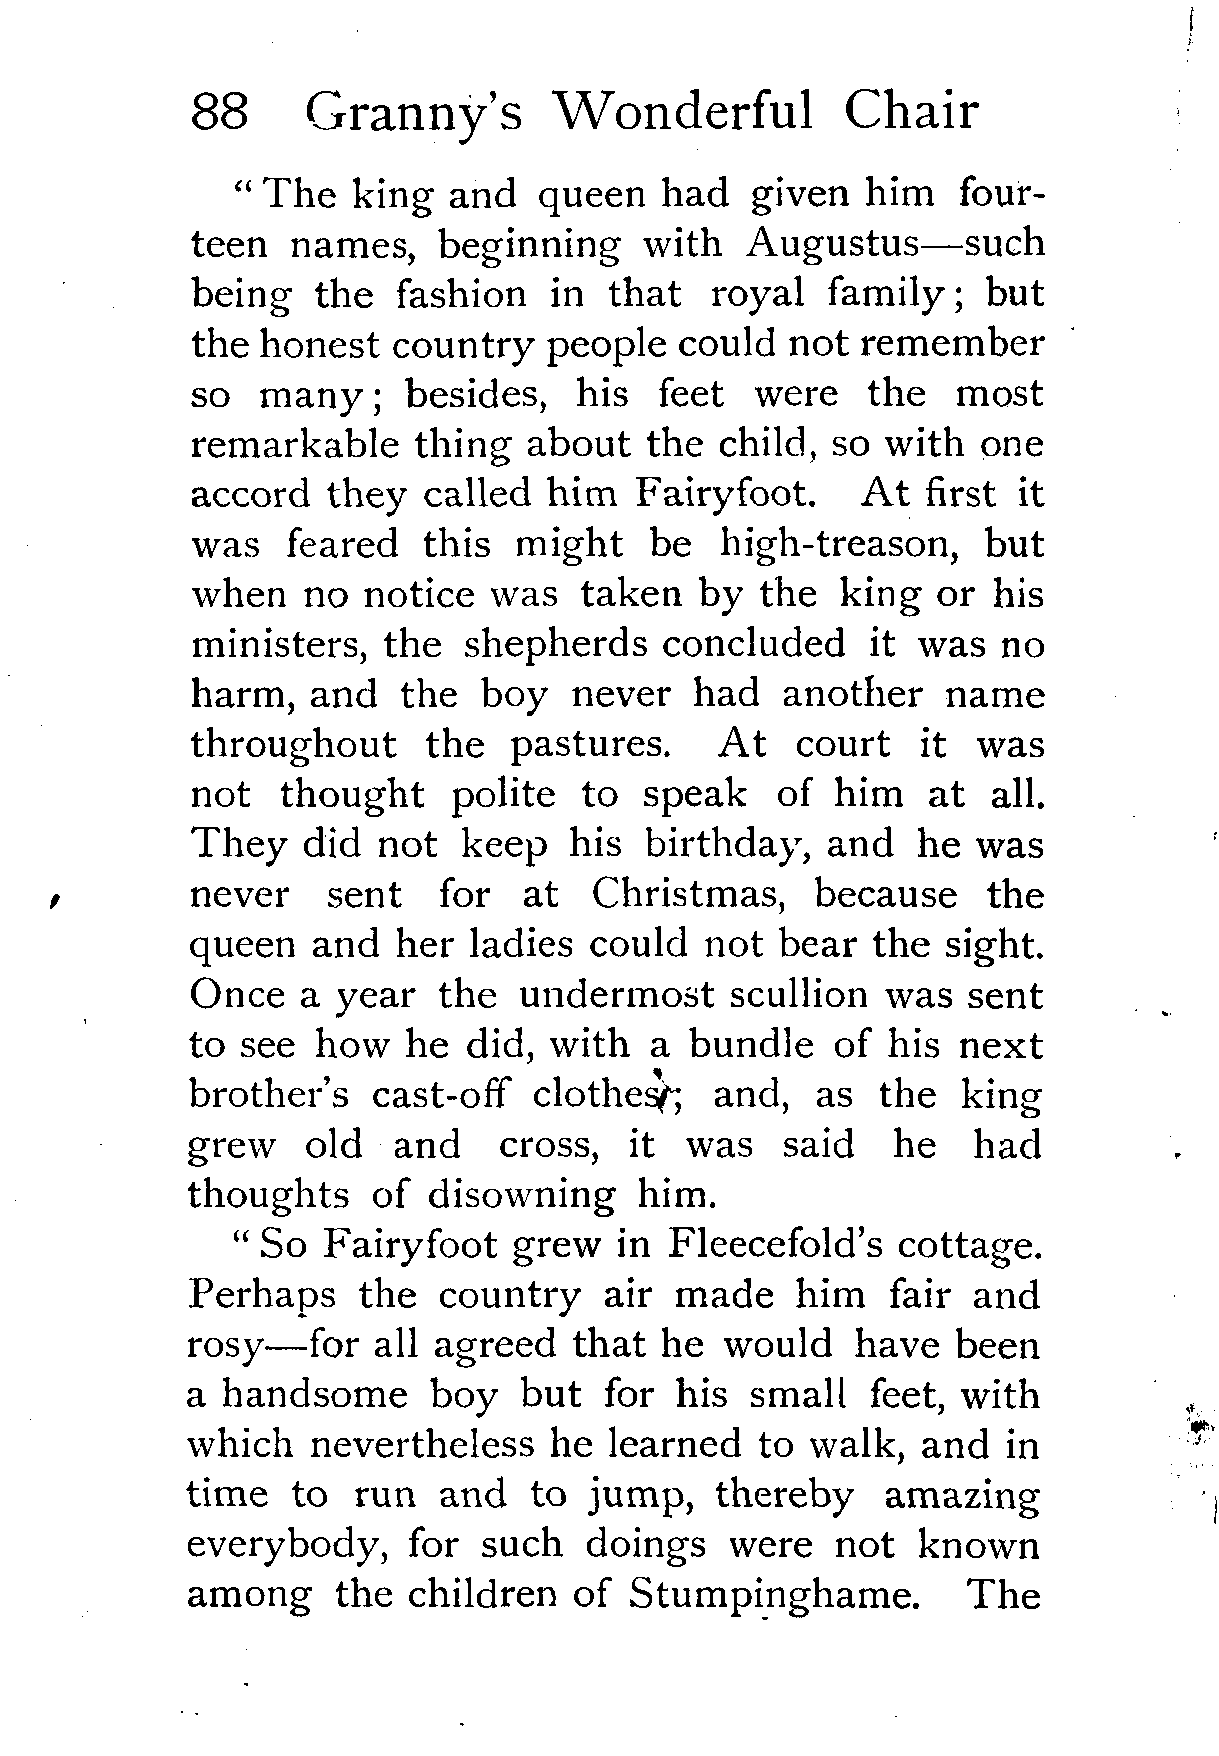 88 Granny's Wonderful Chair
“ The king and queen had given him four-
teen names, beginning with Augustus—such
being the fashion in that royal family ; but
the honest country people could not remember
so many ; besides, his feet were the most
remarkable thing about the child, so with one
accord they called him Fairyfoot. At first it
was feared this might be high-treason, but
when no notice was taken by the king or his
ministers, the shepherds concluded it was no
harm, and the boy never had another name
throughout the pastures. At court it was
not thought polite to speak of him at all.
They did not keep his birthday, and he was
never sent for at Christmas, because the
queen and her ladies could not bear the sight.
Once a year the undermost scullion was sent
to see how he did, with a bundle of his next
brother's cast-off clothes; and, as the king
grew old and cross, it was said he had
thoughts of disowning him.
“ So Fairyfoot grew in Fleecefold's cottage.
Perhaps the country air made him fair and
rosy—for all agreed that he would have been
a handsome boy but for his small feet, with
which nevertheless he learned to walk, and in
time to run and to jump, thereby amazing
everybody, for such doings were not known
among the children of Stumpinghame. The